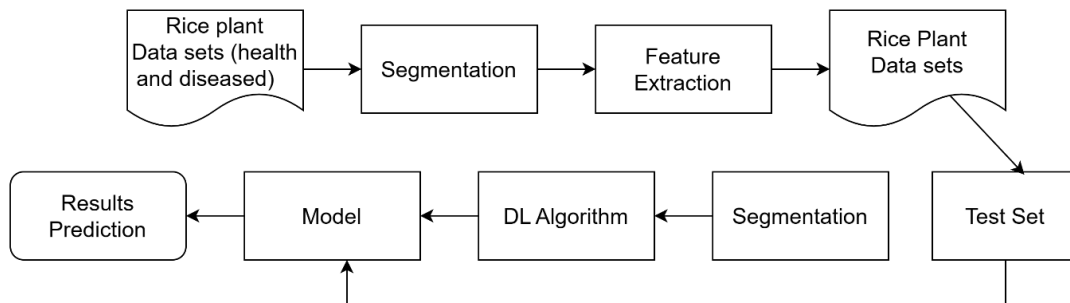 Rice plant
Data sets (health
and diseased)
Segmentation
Feature
Extraction
Rice Plant
Data sets
Results
Prediction
Model
DL Algorithm
Segmentation
Test Set